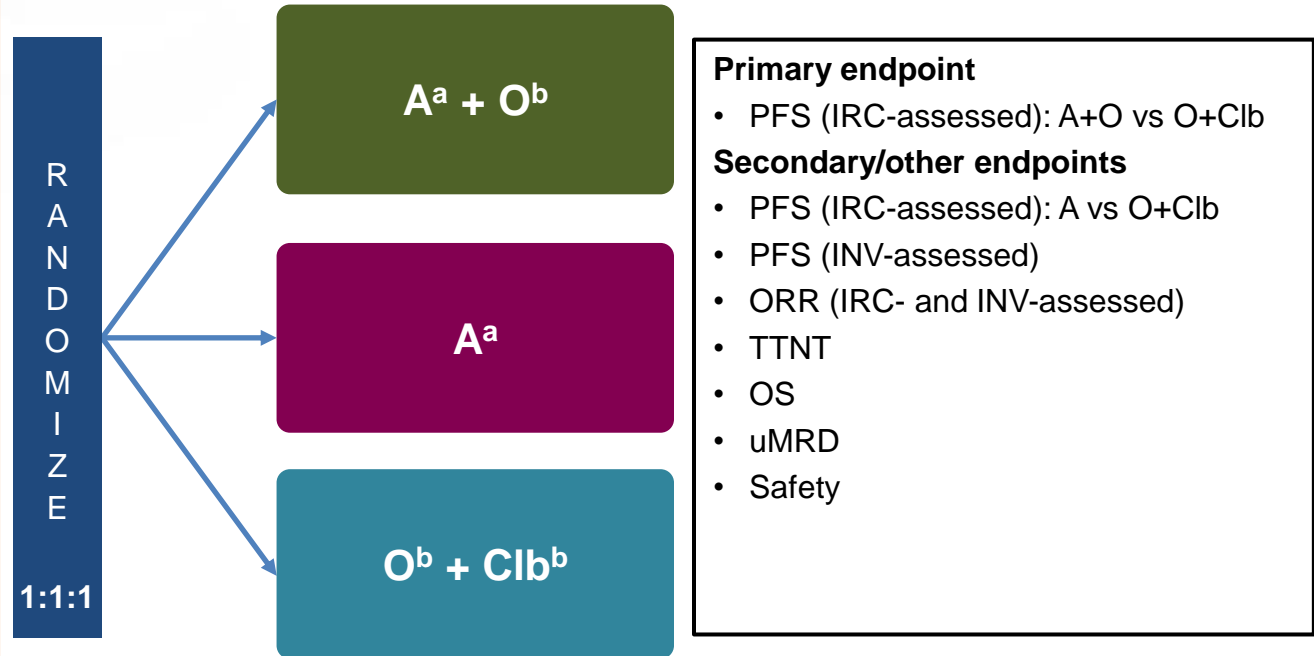 RANDOMIZE
1:1:1
Aᵃ + Oᵇ
Aᵃ
Oᵇ + Clbᵇ
Primary endpoint
• PFS (IRC-assessed): A+O vs O+Clb
Secondary/other endpoints
• PFS (IRC-assessed): A vs O+Clb
• PFS (INV-assessed)
• ORR (IRC- and INV-assessed)
• TTNT
• OS
• uMRD
• Safety